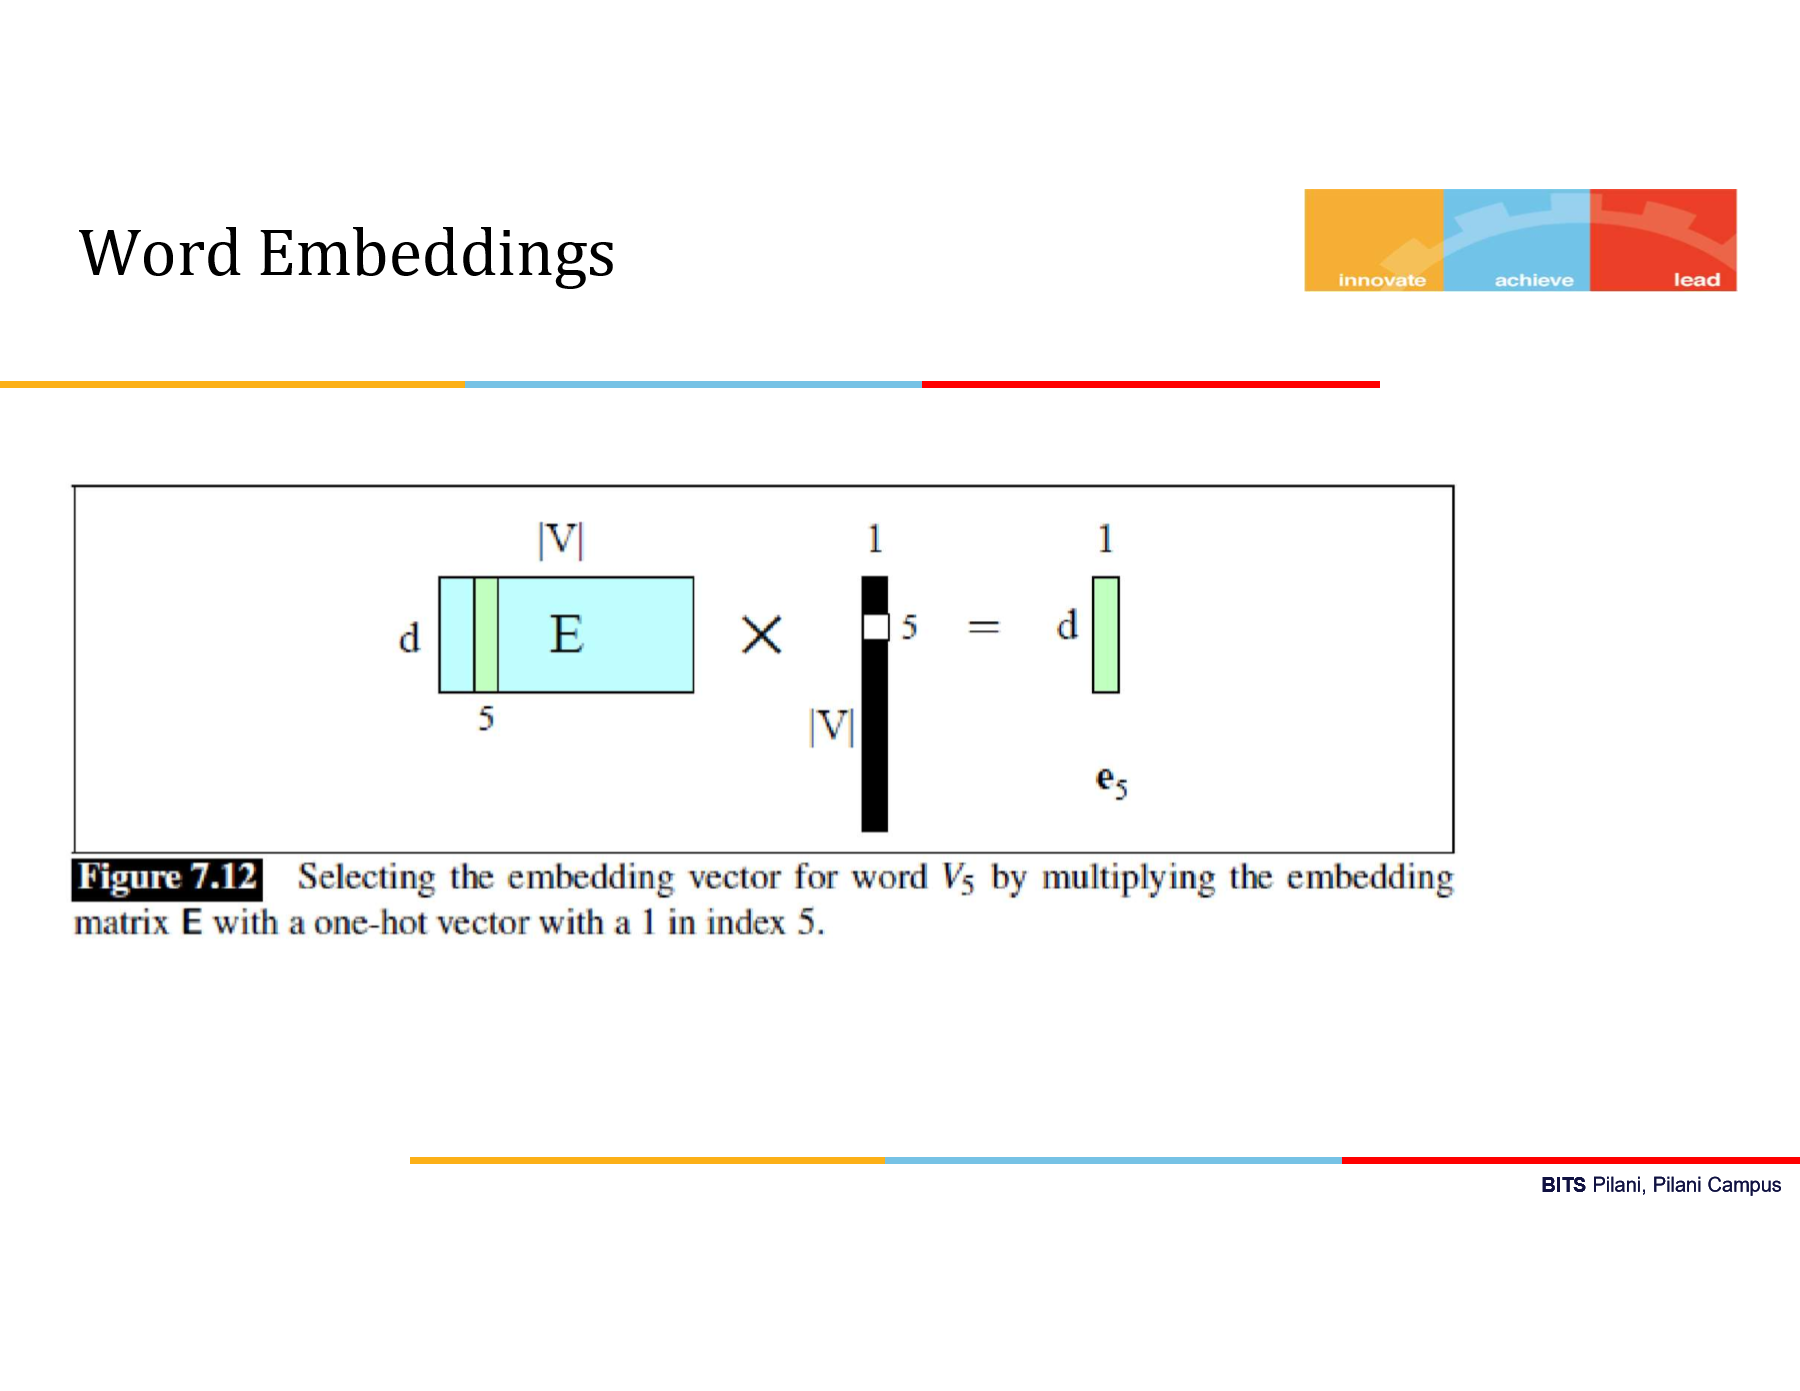 Word Embeddings
innovate achieve lead
|V| 1 1
d E × 5 = d
5
|V|
e₅
Figure 7.12 Selecting the embedding vector for word V₅ by multiplying the embedding
matrix E with a one-hot vector with a 1 in index 5.
BITS Pilani, Pilani Campus